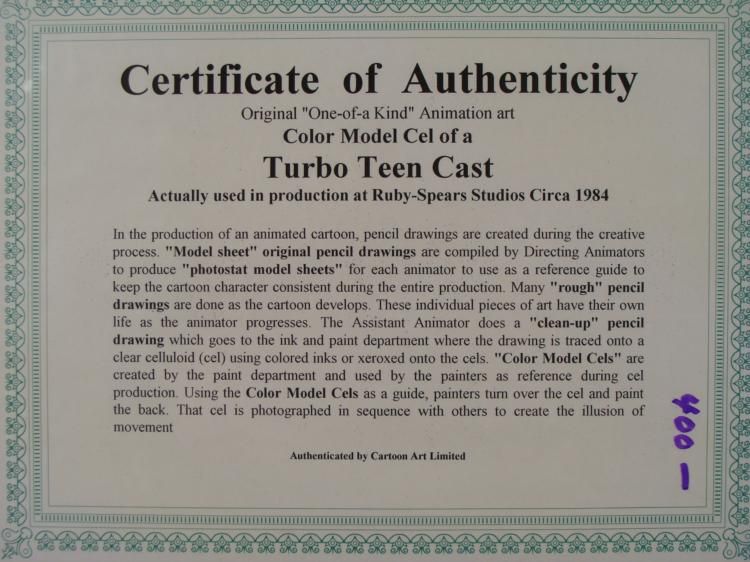 Certificate of Authenticity
Original "One-of-a Kind" Animation art
Color Model Cel of a
Turbo Teen Cast
Actually used in production at Ruby-Spears Studios Circa 1984
In the production of an animated cartoon, pencil drawings are created during the creative
process. "Model sheet" original pencil drawings are compiled by Directing Animators
to produce "photostat model sheets" for each animator to use as a reference guide to
keep the cartoon character consistent during the entire production. Many "rough" pencil
drawings are done as the cartoon develops. These individual pieces of art have their own
life as the animator progresses. The Assistant Animator does a "clean-up" pencil
drawing which goes to the ink and paint department where the drawing is traced onto a
clear celluloid (cel) using colored inks or xeroxed onto the cels. "Color Model Cels" are
created by the paint department and used by the painters as reference during cel
production. Using the Color Model Cels as a guide, painters turn over the cel and paint
the back. That cel is photographed in sequence with others to create the illusion of
movement
Authenticated by Cartoon Art Limited
400 —